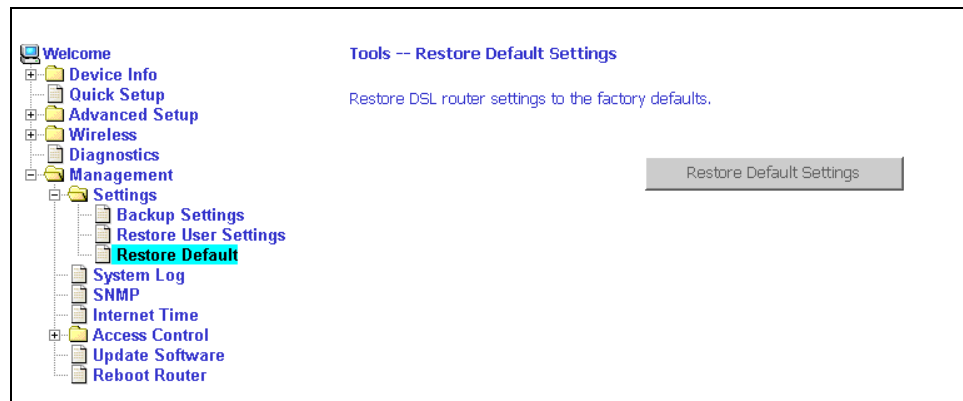 Welcome
Device Info
Quick Setup
Advanced Setup
Wireless
Diagnostics
Management
Settings
Backup Settings
Restore User Settings
Restore Default
System Log
SNMP
Internet Time
Access Control
Update Software
Reboot Router
Tools -- Restore Default Settings
Restore DSL router settings to the factory defaults.
Restore Default Settings